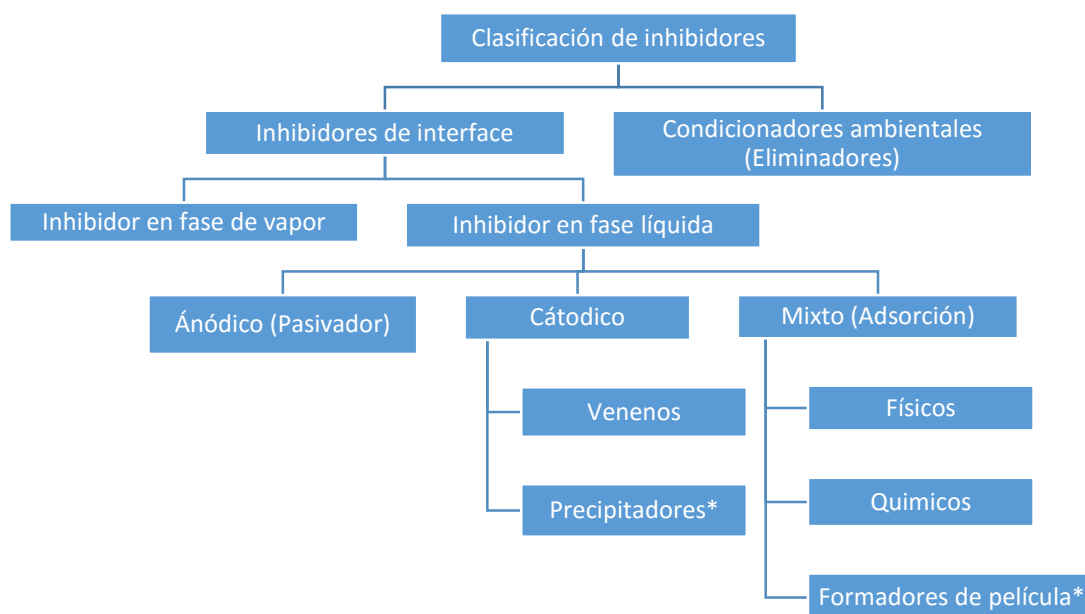 Clasificación de inhibidores
Inhibidores de interface
Condicionadores ambientales
(Eliminadores)
Inhibidor en fase de vapor
Inhibidor en fase líquida
Ánódico (Pasivador)
Cátodico
Mixto (Adsorción)
Venenos
Físicos
Precipitadores*
Quimicos
Formadores de película*